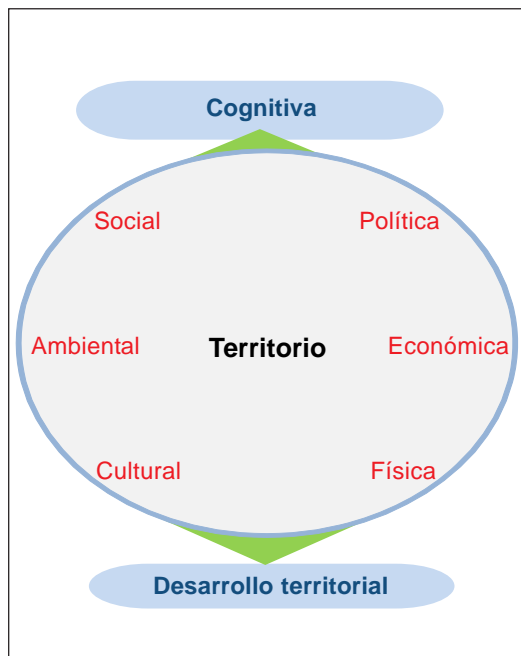 Cognitiva
Social
Política
Ambiental
Territorio
Económica
Cultural
Física
Desarrollo territorial